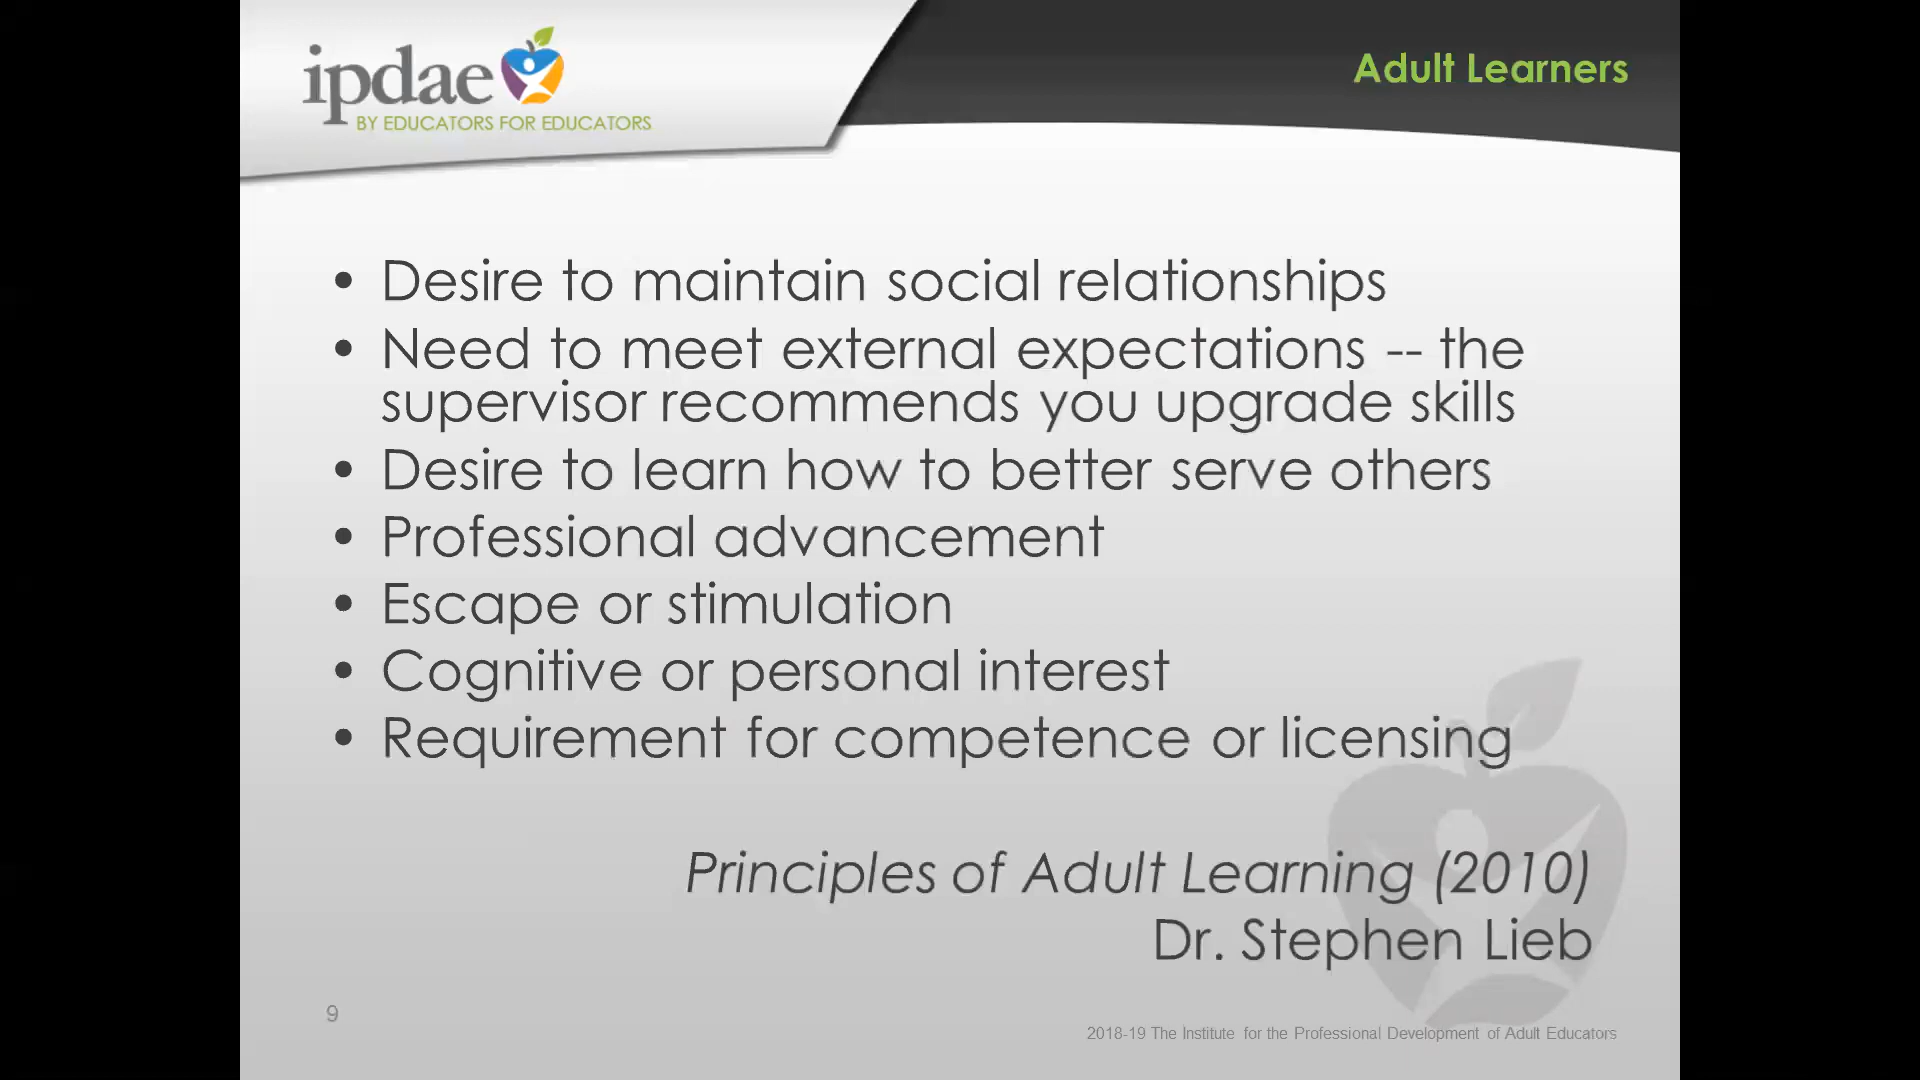 ipdae
BY EDUCATORS FOR EDUCATORS
Adult Learners
• Desire to maintain social relationships
• Need to meet external expectations -- the
supervisor recommends you upgrade skills
• Desire to learn how to better serve others
• Professional advancement
• Escape or stimulation
• Cognitive or personal interest
• Requirement for competence or licensing
Principles of Adult Learning (2010)
Dr. Stephen Lieb
9
2018-19 The Institute for the Professional Development of Adult Educators